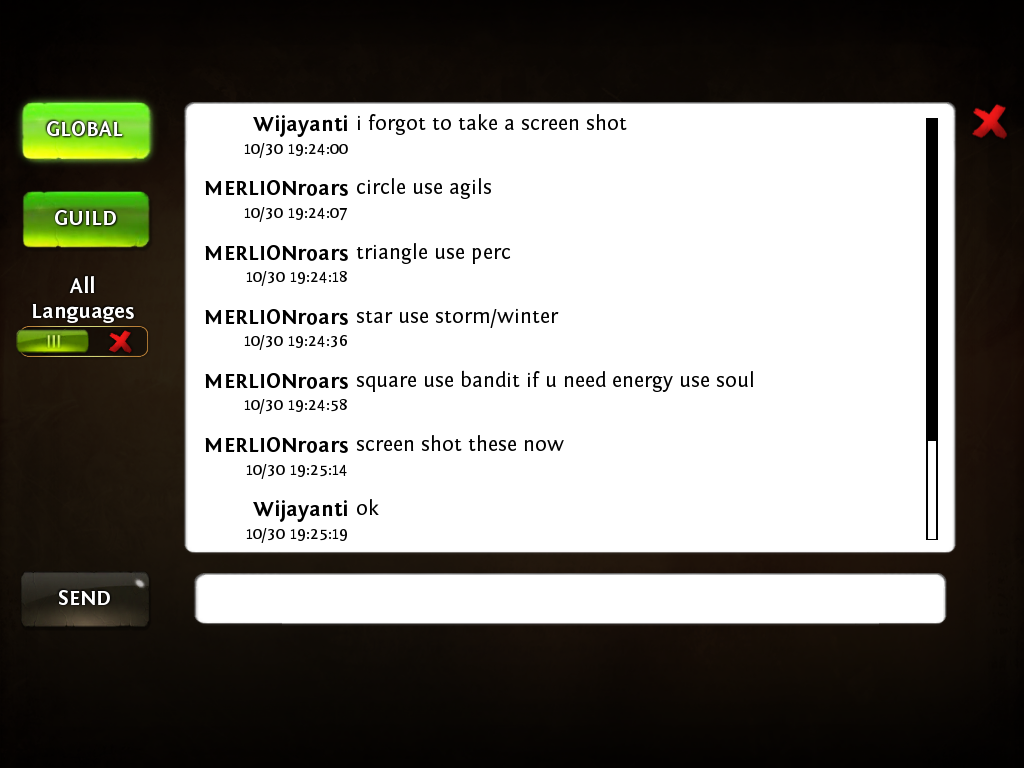 GLOBAL
GUILD
All
Languages
Wijayanti i forgot to take a screen shot
10/30 19:24:00
MERLIONroars circle use agils
10/30 19:24:07
MERLIONroars triangle use perc
10/30 19:24:18
MERLIONroars star use storm/winter
10/30 19:24:36
MERLIONroars square use bandit if u need energy use soul
10/30 19:24:58
MERLIONroars screen shot these now
10/30 19:25:14
Wijayanti ok
10/30 19:25:19
SEND